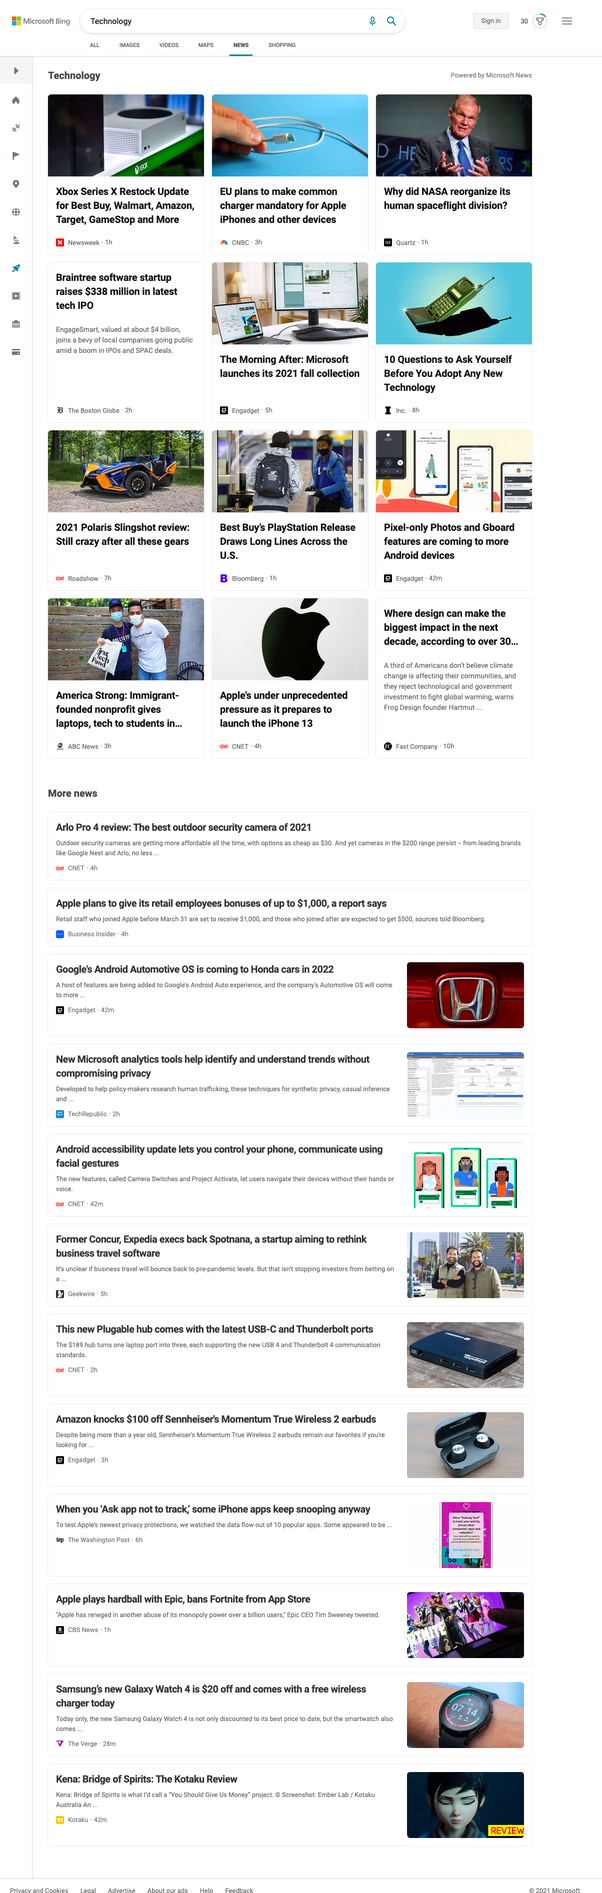 Microsoft Bing
Technology
Sign in
30
ALL
IMAGES
VIDEOS
MAPS
NEWS
SHOPPING
Technology
Powered by Microsoft News
XBOX
Xbox Series X Restock Update
for Best Buy, Walmart, Amazon,
Target, GameStop and More
Newsweek · 1h
EU plans to make common
charger mandatory for Apple
iPhones and other devices
CNBC · 3h
Why did NASA reorganize its
human spaceflight division?
Quartz · 1h
Braintree software startup
raises $338 million in latest
tech IPO
EngageSmart, valued at about $4 billion,
joins a bevy of local companies going public
amid a boom in IPOs and SPAC deals.
The Boston Globe · 2h
The Morning After: Microsoft
launches its 2021 fall collection
Engadget · 5h
10 Questions to Ask Yourself
Before You Adopt Any New
Technology
Inc. · 8h
2021 Polaris Slingshot review:
Still crazy after all these gears
Roadshow · 7h
Best Buy's PlayStation Release
Draws Long Lines Across the
U.S.
Bloomberg · 1h
Pixel-only Photos and Gboard
features are coming to more
Android devices
Engadget · 42m
America Strong: Immigrant-
founded nonprofit gives
laptops, tech to students in...
ABC News · 3h
Apple's under unprecedented
pressure as it prepares to
launch the iPhone 13
CNET · 4h
Where design can make the
biggest impact in the next
decade, according to over 30...
A third of Americans don't believe climate
change is affecting their communities, and
they reject technological and government
investment to fight global warming, warns
Frog Design founder Hartmut ...
Fast Company · 10h
More news
Arlo Pro 4 review: The best outdoor security camera of 2021
Outdoor security cameras are getting more affordable all the time, with options as cheap as $30. And yet cameras in the $200 range persist – from leading brands
like Google Nest and Arlo, no less ...
CNET · 4h
Apple plans to give its retail employees bonuses of up to $1,000, a report says
Retail staff who joined Apple before March 31 are set to receive $1,000, and those who joined after are expected to get $500, sources told Bloomberg.
Business Insider · 4h
Google's Android Automotive OS is coming to Honda cars in 2022
A host of features are being added to Google's Android Auto experience, and the company's Automotive OS will come
to more ...
Engadget · 42m
New Microsoft analytics tools help identify and understand trends without
compromising privacy
Developed to help policy-makers research human trafficking, these techniques for synthetic privacy, casual inference
and ...
TechRepublic · 2h
Android accessibility update lets you control your phone, communicate using
facial gestures
The new features, called Camera Switches and Project Activate, let users navigate their devices without their hands or
voice.
CNET · 42m
Former Concur, Expedia execs back Spotnana, a startup aiming to rethink
business travel software
It's unclear if business travel will bounce back to pre-pandemic levels. But that isn't stopping investors from betting on
a ...
Geekwire · 5h
This new Plugable hub comes with the latest USB-C and Thunderbolt ports
The $189 hub turns one laptop port into three, each supporting the new USB 4 and Thunderbolt 4 communication
standards.
CNET · 2h
Amazon knocks $100 off Sennheiser's Momentum True Wireless 2 earbuds
Despite being more than a year old, Sennheiser's Momentum True Wireless 2 earbuds remain our favorites if you're
looking for ...
Engadget · 3h
When you 'Ask app not to track,' some iPhone apps keep snooping anyway
To test Apple's newest privacy protections, we watched the data flow out of 10 popular apps. Some appeared to be ...
The Washington Post · 6h
Apple plays hardball with Epic, bans Fortnite from App Store
"Apple has reneged in another abuse of its monopoly power over a billion users," Epic CEO Tim Sweeney tweeted.
CBS News · 1h
Samsung's new Galaxy Watch 4 is $20 off and comes with a free wireless
charger today
Today only, the new Samsung Galaxy Watch 4 is not only discounted to its best price to date, but the smartwatch also
comes ...
The Verge · 28m
Kena: Bridge of Spirits: The Kotaku Review
Kena: Bridge of Spirits is what I'd call a "You Should Give Us Money" project. © Screenshot: Ember Lab / Kotaku
Australia An ...
Kotaku · 42m
REVIEW
Privacy and Cookies
Legal
Advertise
About our ads
Help
Feedback
© 2021 Microsoft